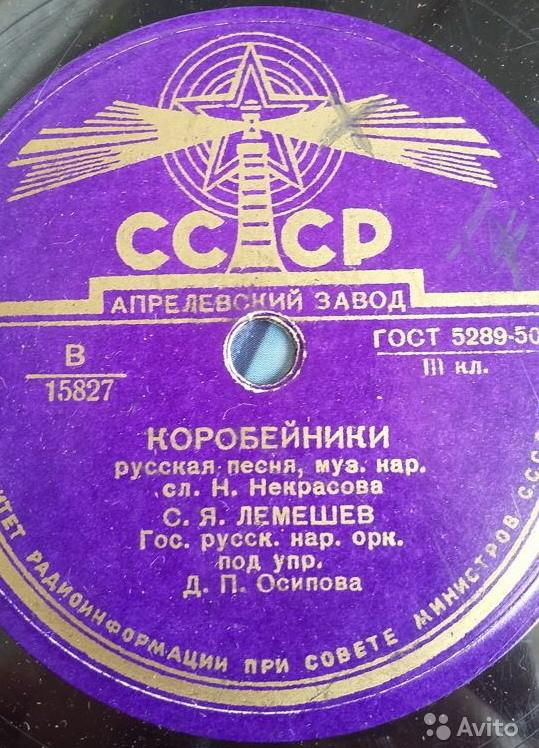 СССР
АПРЕЛЕВСКИЙ ЗАВОД
В
15827
ГОСТ 5289-50
III кл.
КОРОБЕЙНИКИ
русская песня, муз. нар.
сл. Н. Некрасова
С. Я. ЛЕМЕШЕВ
Гос. русск. нар. орк.
под упр.
Д. П. Осипова
РАДИОИНФОРМАЦИИ ПРИ СОВЕТЕ МИНИСТРОВ СССР
Avito